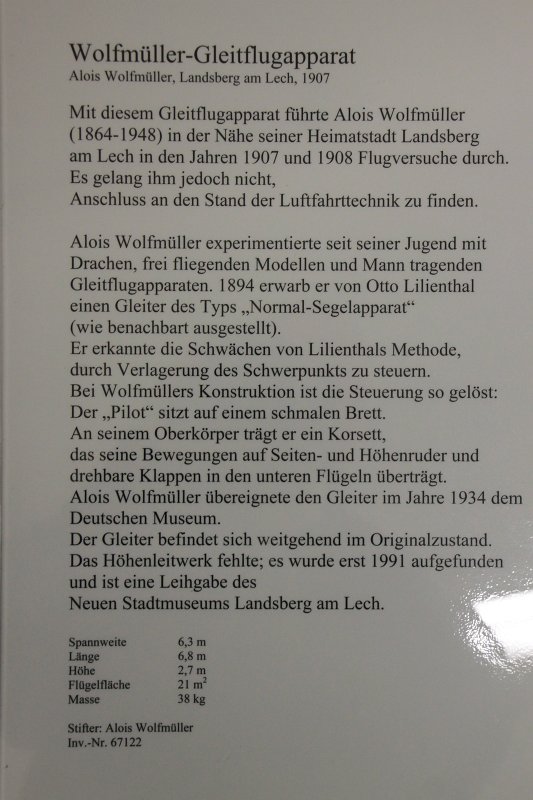 Wolfmüller-Gleitflugapparat
Alois Wolfmüller, Landsberg am Lech, 1907
Mit diesem Gleitflugapparat führte Alois Wolfmüller
(1864-1948) in der Nähe seiner Heimatstadt Landsberg
am Lech in den Jahren 1907 und 1908 Flugversuche durch.
Es gelang ihm jedoch nicht,
Anschluss an den Stand der Luftfahrttechnik zu finden.
Alois Wolfmüller experimentierte seit seiner Jugend mit
Drachen, frei fliegenden Modellen und Mann tragenden
Gleitflugapparaten. 1894 erwarb er von Otto Lilienthal
einen Gleiter des Typs „Normal-Segelapparat“
(wie benachbart ausgestellt).
Er erkannte die Schwächen von Lilienthals Methode,
durch Verlagerung des Schwerpunkts zu steuern.
Bei Wolfmüllers Konstruktion ist die Steuerung so gelöst:
Der „Pilot“ sitzt auf einem schmalen Brett.
An seinem Oberkörper trägt er ein Korsett,
das seine Bewegungen auf Seiten- und Höhenruder und
drehbare Klappen in den unteren Flügeln überträgt.
Alois Wolfmüller übereignete den Gleiter im Jahre 1934 dem
Deutschen Museum.
Der Gleiter befindet sich weitgehend im Originalzustand.
Das Höhenleitwerk fehlte; es wurde erst 1991 aufgefunden
und ist eine Leihgabe des
Neuen Stadtmuseums Landsberg am Lech.
Spannweite 6,3 m
Länge 6,8 m
Höhe 2,7 m
Flügelfläche 21 m²
Masse 38 kg
Stifter: Alois Wolfmüller
Inv.-Nr. 67122